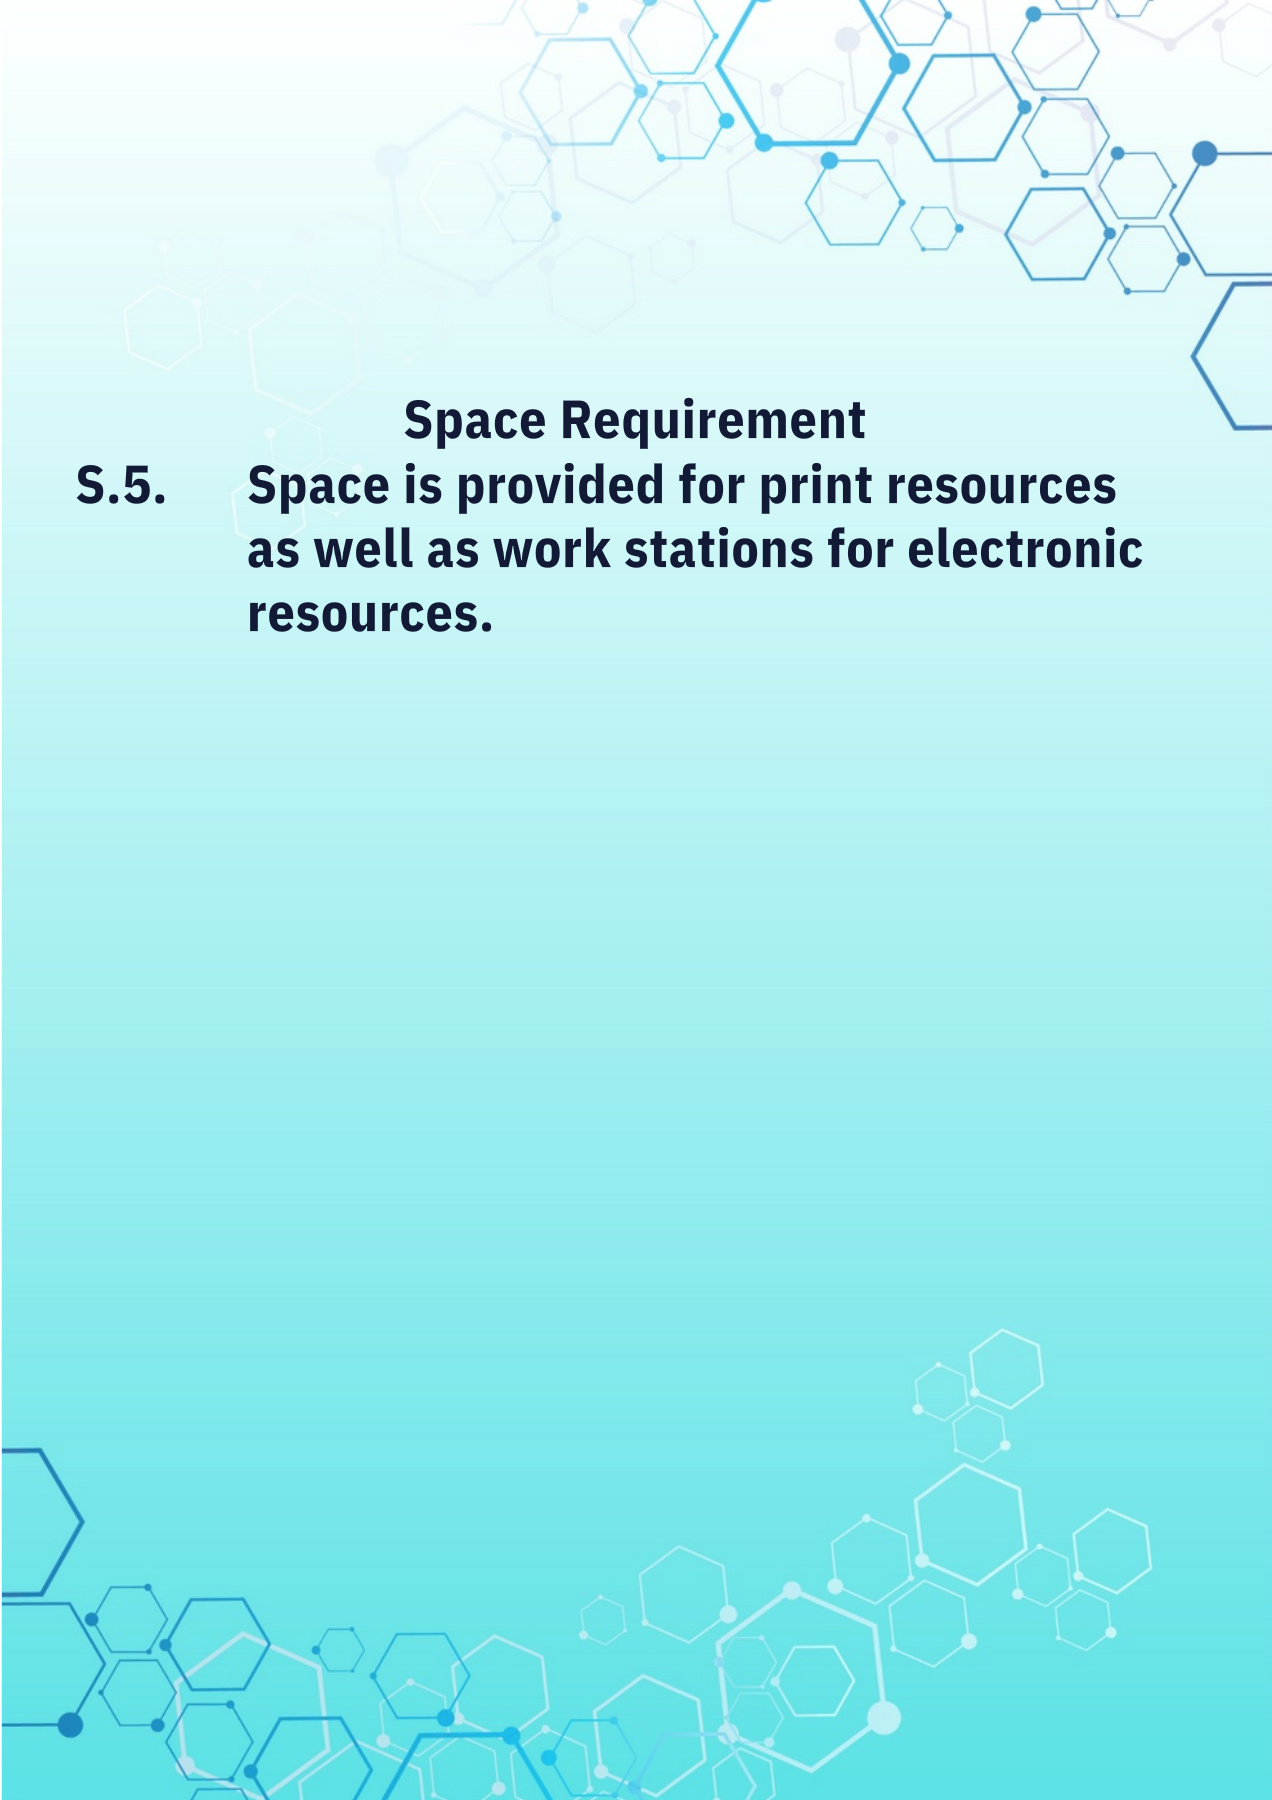 Space Requirement
S.5. Space is provided for print resources
as well as work stations for electronic
resources.